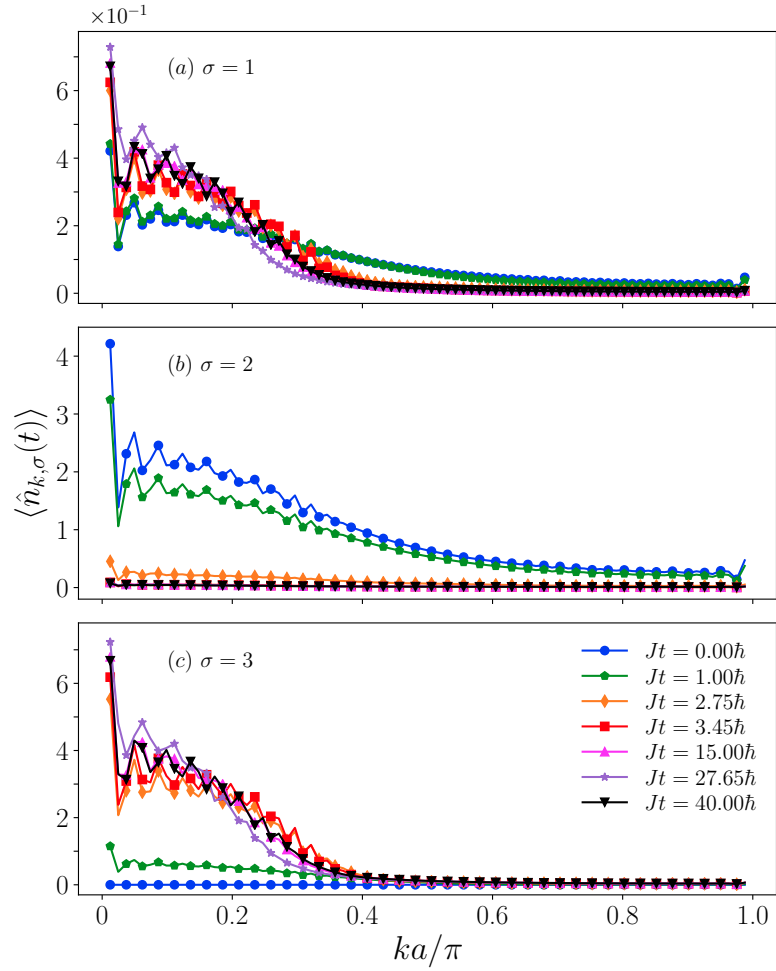 ×10⁻¹
(a) σ = 1
6
4
2
0
(b) σ = 2
4
3
2
1
0
⟨n̂ₖ,σ(t)⟩
(c) σ = 3
6
4
2
0
Jt = 0.00ħ
Jt = 1.00ħ
Jt = 2.75ħ
Jt = 3.45ħ
Jt = 15.00ħ
Jt = 27.65ħ
Jt = 40.00ħ
0 0.2 0.4 0.6 0.8 1.0
ka/π